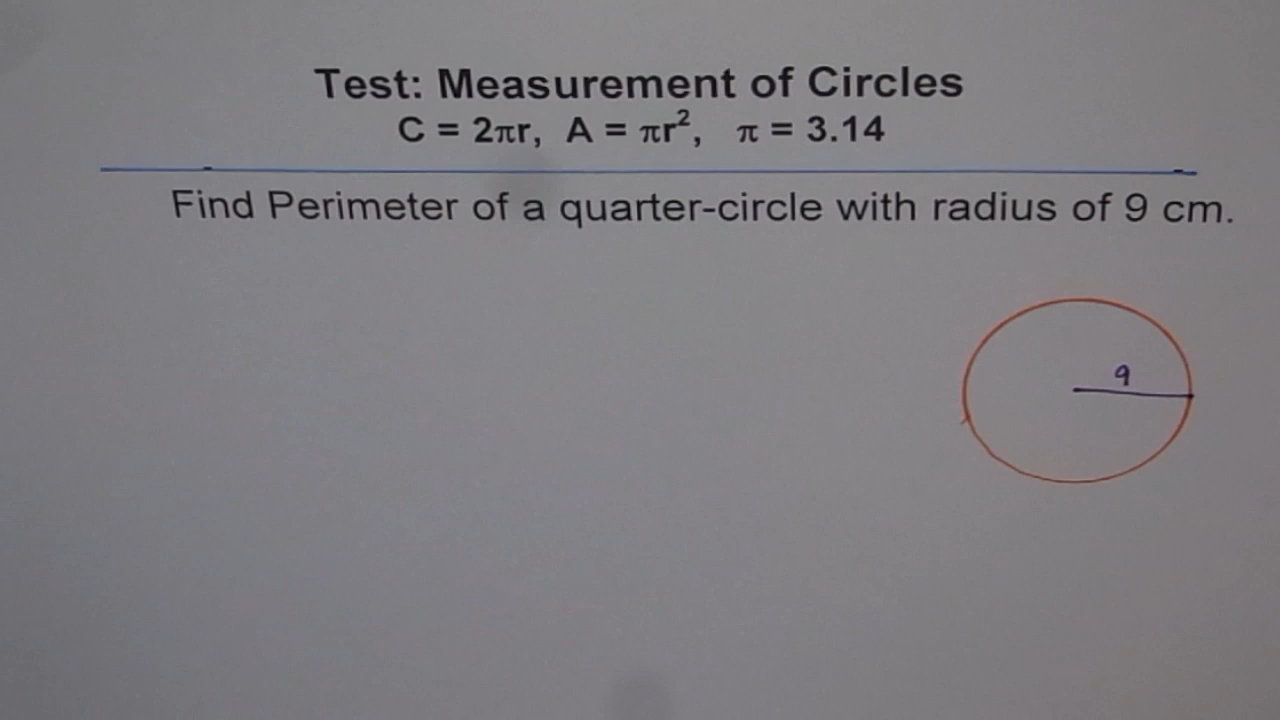 Test: Measurement of Circles
C = 2πr, A = πr², π = 3.14
Find Perimeter of a quarter-circle with radius of 9 cm.
9